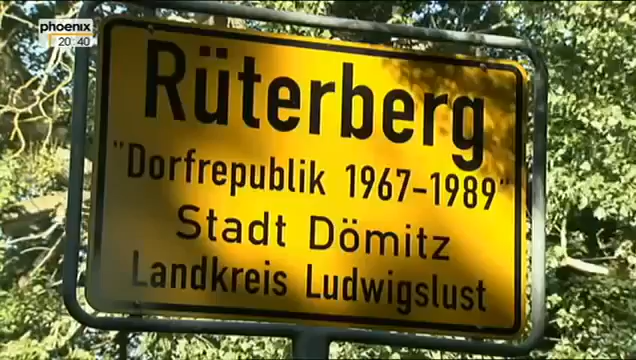 phoenix
20:40
Rüterberg
"Dorfrepublik 1967-1989"
Stadt Dömitz
Landkreis Ludwigslust